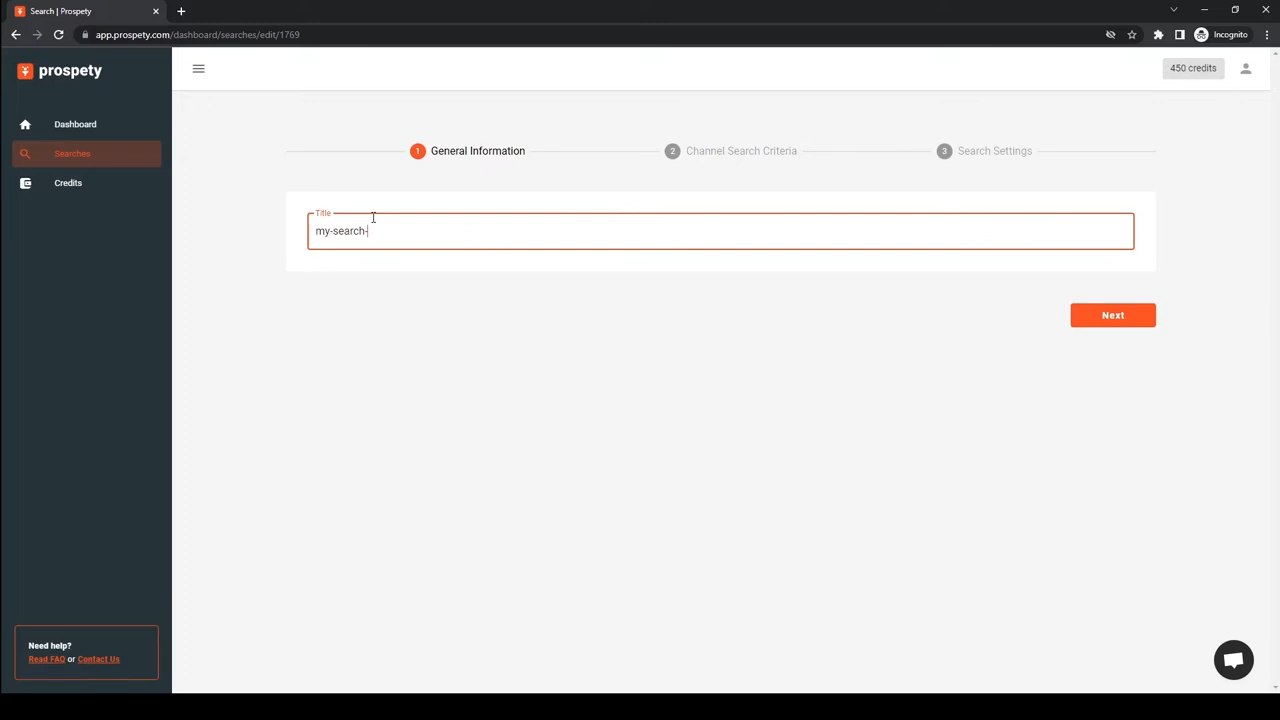 Search | Prospety
app.prospety.com/dashboard/searches/edit/1769
Incognito
prospety
450 credits
Dashboard
Searches
Credits
1 General Information
2 Channel Search Criteria
3 Search Settings
Title
my-search-
Next
Need help?
Read FAQ or Contact Us